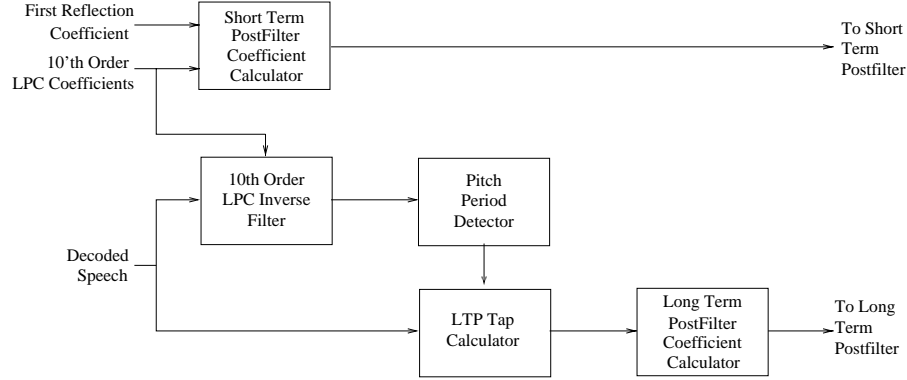 First Reflection
Coefficient
10'th Order
LPC Coefficients
Short Term
PostFilter
Coefficient
Calculator
To Short
Term
Postfilter
10th Order
LPC Inverse
Filter
Pitch
Period
Detector
Decoded
Speech
LTP Tap
Calculator
Long Term
PostFilter
Coefficient
Calculator
To Long
Term
Postfilter